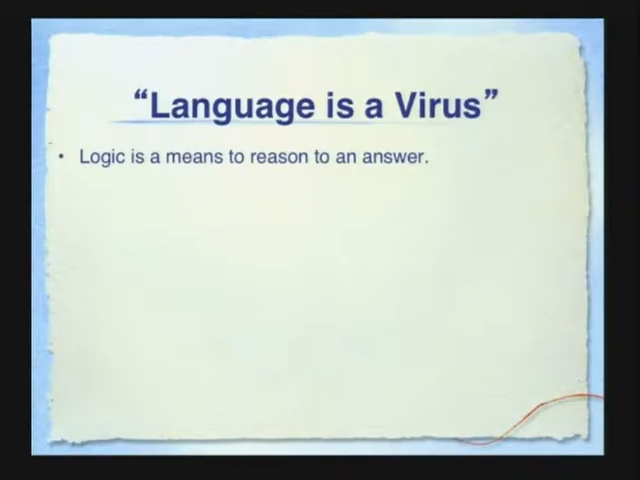 “Language is a Virus”
• Logic is a means to reason to an answer.